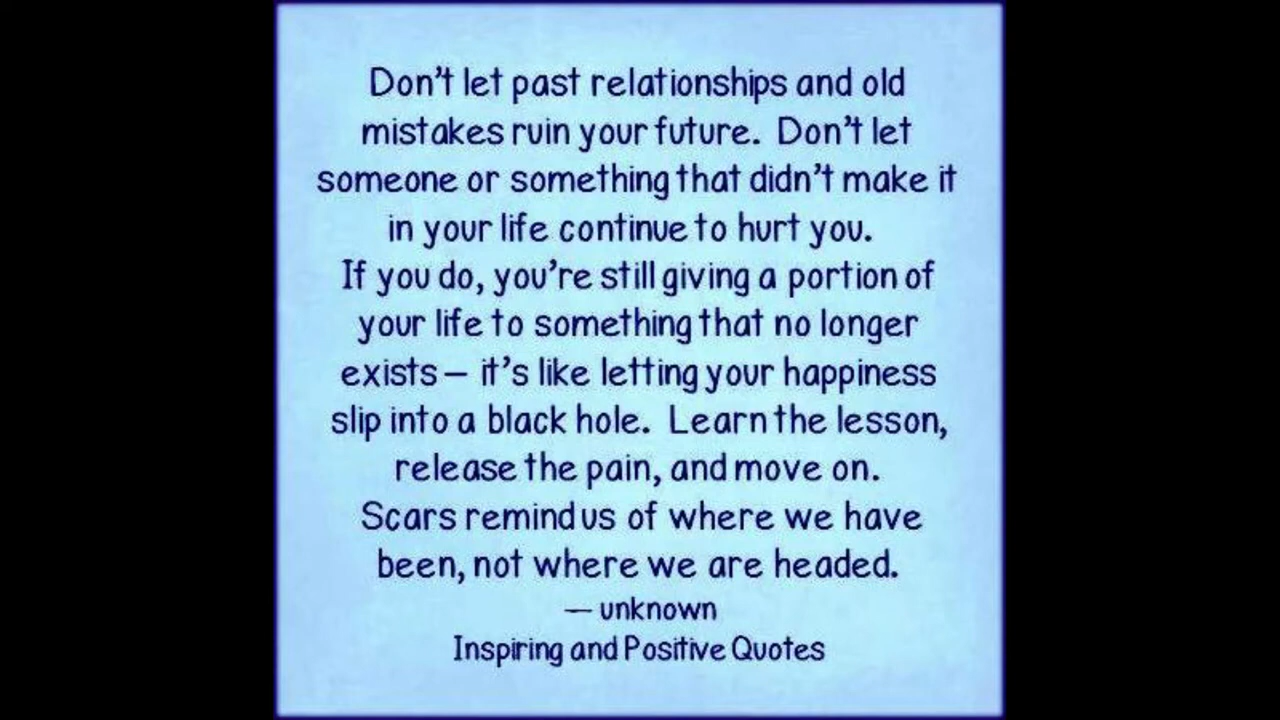 Don't let past relationships and old
mistakes ruin your future. Don't let
someone or something that didn't make it
in your life continue to hurt you.
If you do, you're still giving a portion of
your life to something that no longer
exists – it's like letting your happiness
slip into a black hole. Learn the lesson,
release the pain, and move on.
Scars remind us of where we have
been, not where we are headed.
— unknown
Inspiring and Positive Quotes